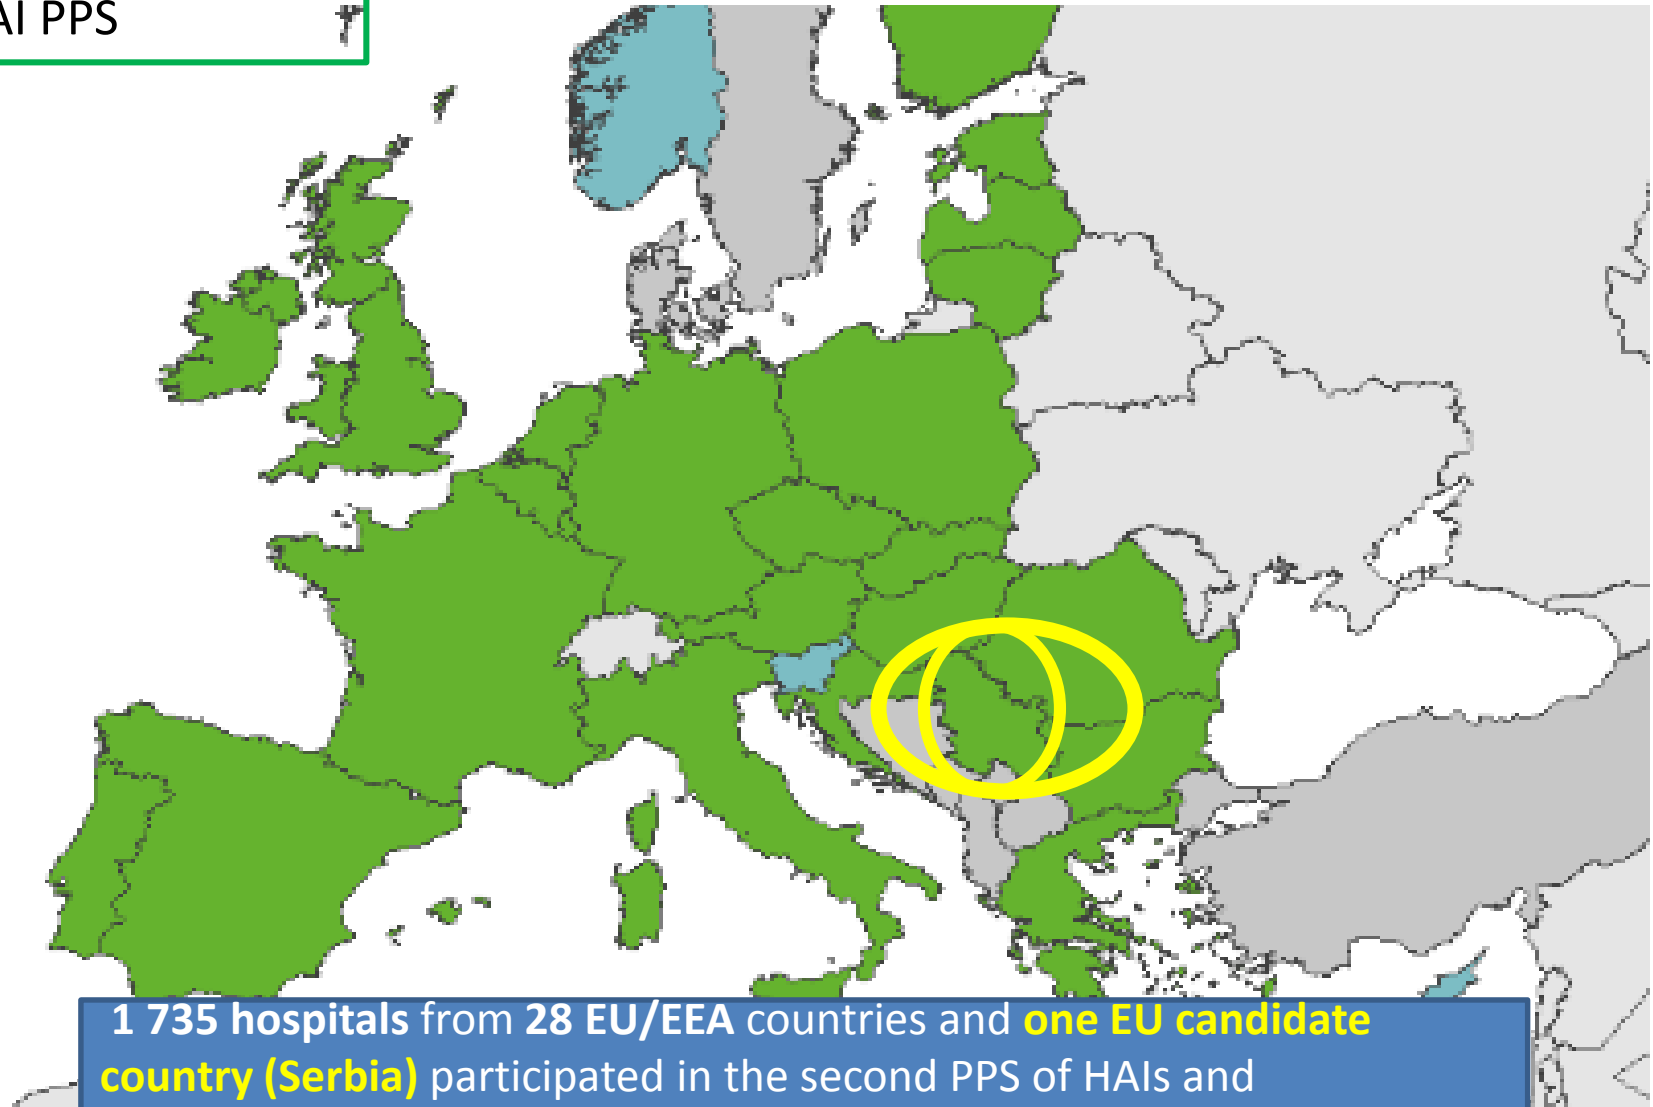 AI PPS
1 735 hospitals from 28 EU/EEA countries and one EU candidate
country (Serbia) participated in the second PPS of HAIs and